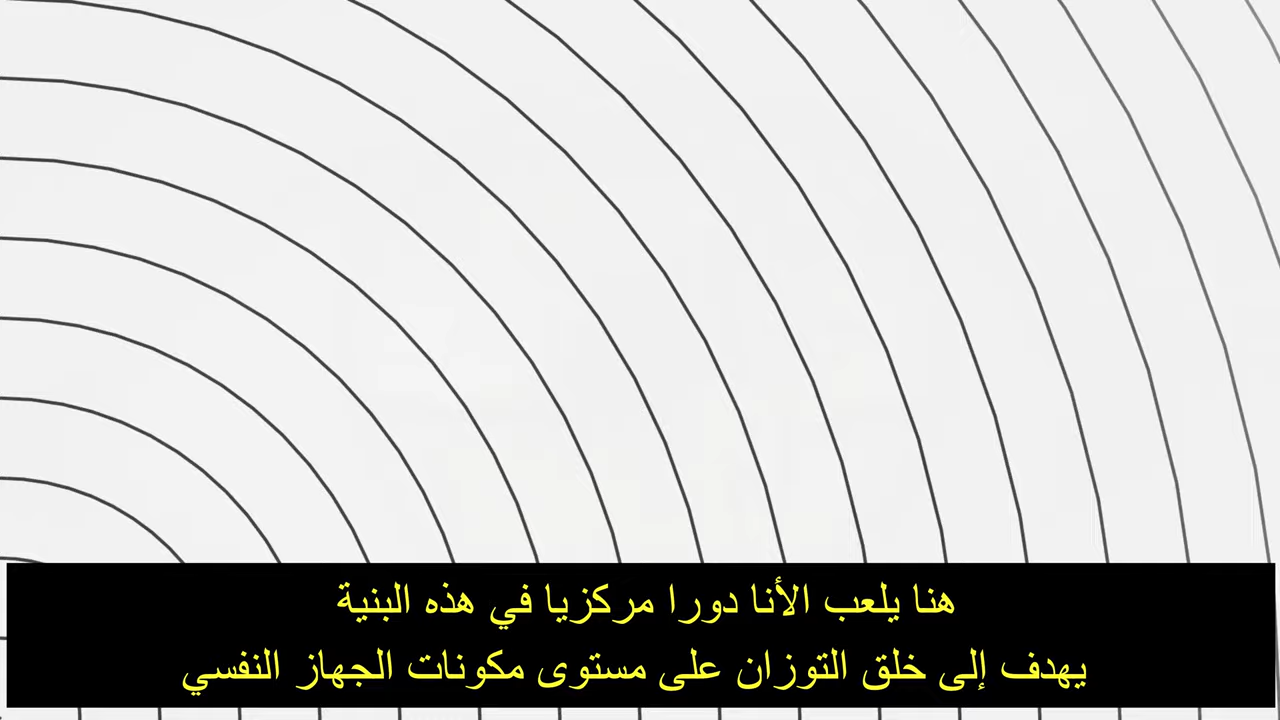 هنا يلعب الأنا دورا مركزيا في هذه البنية
يهدف إلى خلق التوزان على مستوى مكونات الجهاز النفسي